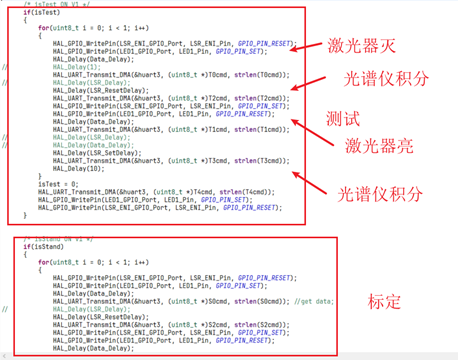 /* isTest ON V1 */
if(isTest)
{
for(uint8_t i = 0; i < 1; i++)
{
HAL_GPIO_WritePin(LSR_ENI_GPIO_Port, LSR_ENI_Pin, GPIO_PIN_RESET);
HAL_GPIO_WritePin(LED1_GPIO_Port, LED1_Pin, GPIO_PIN_SET);
HAL_Delay(Data_Delay);
// HAL_Delay(1);
HAL_UART_Transmit_DMA(&huart3, (uint8_t *)T0cmd, strlen(T0cmd));
// HAL_Delay(LSR_Delay);
HAL_Delay(LSR_ResetDelay);
HAL_UART_Transmit_DMA(&huart3, (uint8_t *)T2cmd, strlen(T2cmd));
HAL_GPIO_WritePin(LSR_ENI_GPIO_Port, LSR_ENI_Pin, GPIO_PIN_SET);
HAL_GPIO_WritePin(LED1_GPIO_Port, LED1_Pin, GPIO_PIN_RESET);
HAL_Delay(Data_Delay);
HAL_UART_Transmit_DMA(&huart3, (uint8_t *)T1cmd, strlen(T1cmd));
// HAL_Delay(LSR_Delay);
// HAL_Delay(Data_Delay);
HAL_Delay(LSR_SetDelay);
HAL_UART_Transmit_DMA(&huart3, (uint8_t *)T3cmd, strlen(T3cmd));
HAL_Delay(10);
}
isTest = 0;
HAL_UART_Transmit_DMA(&huart3, (uint8_t *)T4cmd, strlen(T4cmd));
HAL_GPIO_WritePin(LED1_GPIO_Port, LED1_Pin, GPIO_PIN_SET);
HAL_GPIO_WritePin(LSR_ENI_GPIO_Port, LSR_ENI_Pin, GPIO_PIN_RESET);
}
激光器灭
光谱仪积分
测试
激光器亮
光谱仪积分
/* isStand ON V1 */
if(isStand)
{
for(uint8_t i = 0; i < 1; i++)
{
HAL_GPIO_WritePin(LSR_ENI_GPIO_Port, LSR_ENI_Pin, GPIO_PIN_RESET);
HAL_GPIO_WritePin(LED1_GPIO_Port, LED1_Pin, GPIO_PIN_SET);
HAL_Delay(Data_Delay);
HAL_UART_Transmit_DMA(&huart3, (uint8_t *)S0cmd, strlen(S0cmd)); //get data;
// HAL_Delay(LSR_Delay);
HAL_Delay(LSR_ResetDelay);
HAL_UART_Transmit_DMA(&huart3, (uint8_t *)S2cmd, strlen(S2cmd));
HAL_GPIO_WritePin(LSR_ENI_GPIO_Port, LSR_ENI_Pin, GPIO_PIN_SET);
HAL_GPIO_WritePin(LED1_GPIO_Port, LED1_Pin, GPIO_PIN_RESET);
HAL_Delay(Data_Delay);
标定